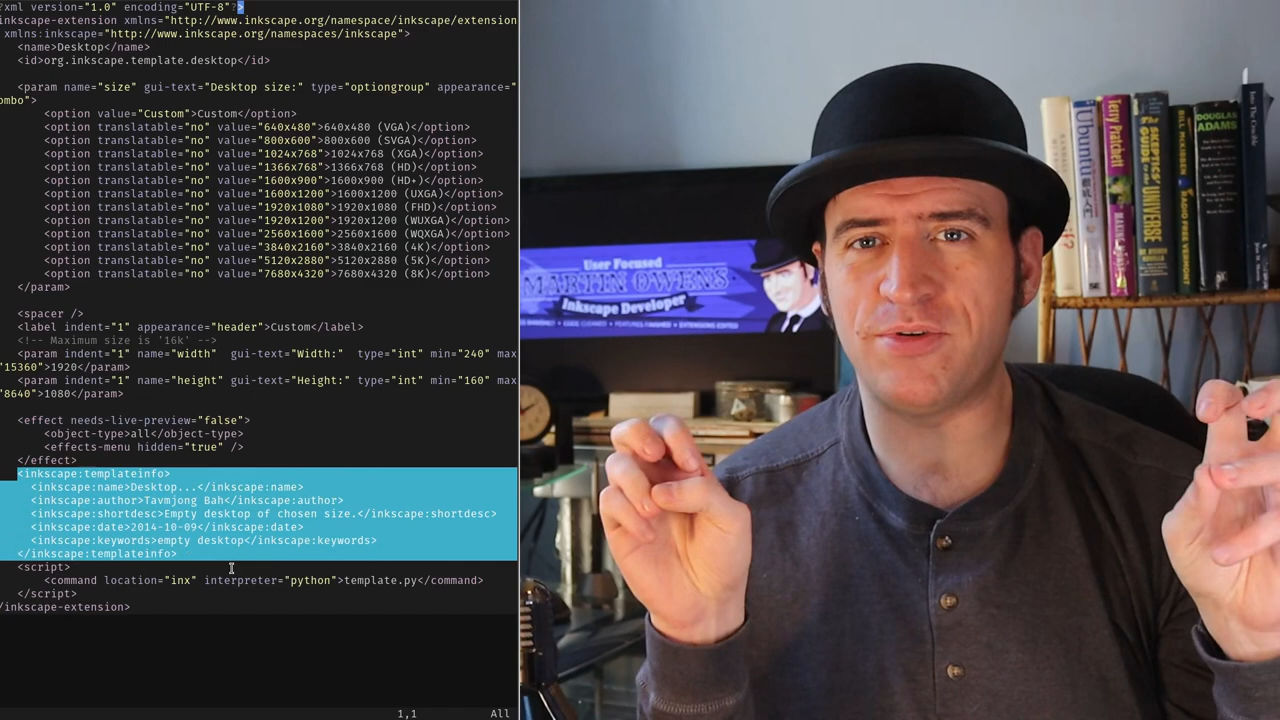 ?xml version="1.0" encoding="UTF-8"?>
inkscape-extension xmlns="http://www.inkscape.org/namespace/inkscape/extension
xmlns:inkscape="http://www.inkscape.org/namespaces/inkscape">
<name>Desktop</name>
<id>org.inkscape.template.desktop</id>
<param name="size" gui-text="Desktop size:" type="optiongroup" appearance="
ombo">
<option value="Custom">Custom</option>
<option translatable="no" value="640x480">640x480 (VGA)</option>
<option translatable="no" value="800x600">800x600 (SVGA)</option>
<option translatable="no" value="1024x768">1024x768 (XGA)</option>
<option translatable="no" value="1366x768">1366x768 (HD)</option>
<option translatable="no" value="1600x900">1600x900 (HD+)</option>
<option translatable="no" value="1600x1200">1600x1200 (UXGA)</option>
<option translatable="no" value="1920x1080">1920x1080 (FHD)</option>
<option translatable="no" value="1920x1200">1920x1200 (WUXGA)</option>
<option translatable="no" value="2560x1600">2560x1600 (WQXGA)</option>
<option translatable="no" value="3840x2160">3840x2160 (4K)</option>
<option translatable="no" value="5120x2880">5120x2880 (5K)</option>
<option translatable="no" value="7680x4320">7680x4320 (8K)</option>
</param>
<spacer />
<label indent="1" appearance="header">Custom</label>
<!-- Maximum size is '16k' -->
<param indent="1" name="width"  gui-text="Width:"  type="int" min="240" max
"15360">1920</param>
<param indent="1" name="height" gui-text="Height:" type="int" min="160" max
"8640">1080</param>
<effect needs-live-preview="false">
<object-type>all</object-type>
<effects-menu hidden="true" />
</effect>
<inkscape:templateinfo>
<inkscape:name>Desktop...</inkscape:name>
<inkscape:author>Tavmjong Bah</inkscape:author>
<inkscape:shortdesc>Empty desktop of chosen size.</inkscape:shortdesc>
<inkscape:date>2014-10-09</inkscape:date>
<inkscape:keywords>empty desktop</inkscape:keywords>
</inkscape:templateinfo>
<script>
<command location="inx" interpreter="python">template.py</command>
</script>
/inkscape-extension>
1,1 All
User Focused
MARTIN OWENS
Inkscape Developer
Ubuntu
Terry Pratchett
MAKING
The SKEPTICS' GUIDE TO THE UNIVERSE
BILL MCKIBBEN RADIO FREE VERMONT
DOUGLAS
ADAMS